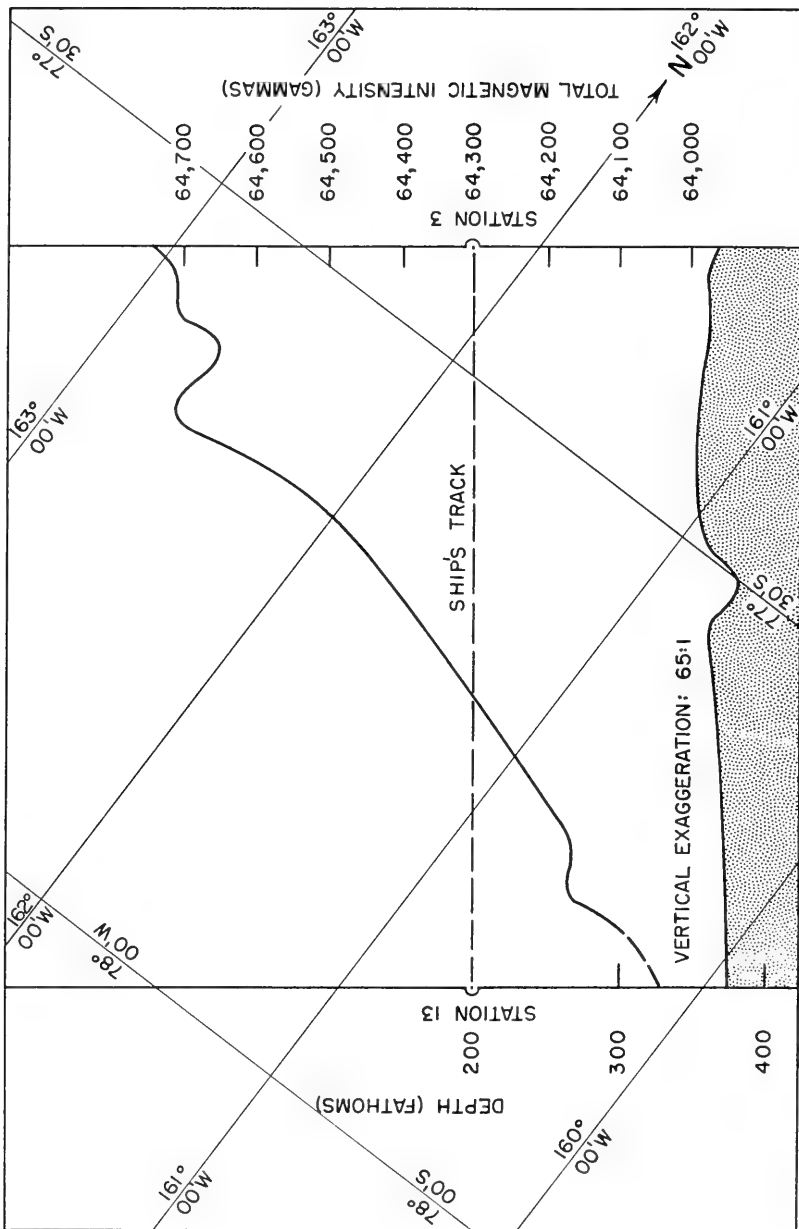 77°
30'S
163°
00'W
N
162°
00'W
TOTAL MAGNETIC INTENSITY (GAMMAS)
64,700
64,600
64,500
64,400
64,300
64,200
64,100
64,000
STATION 3
163°
00'W
161°
00'W
SHIP'S TRACK
77°
30'S
VERTICAL EXAGGERATION: 65:1
162°
00'W
78°
00'W
STATION 13
200
300
400
DEPTH (FATHOMS)
161°
00'W
160°
00'W
78°
00'S